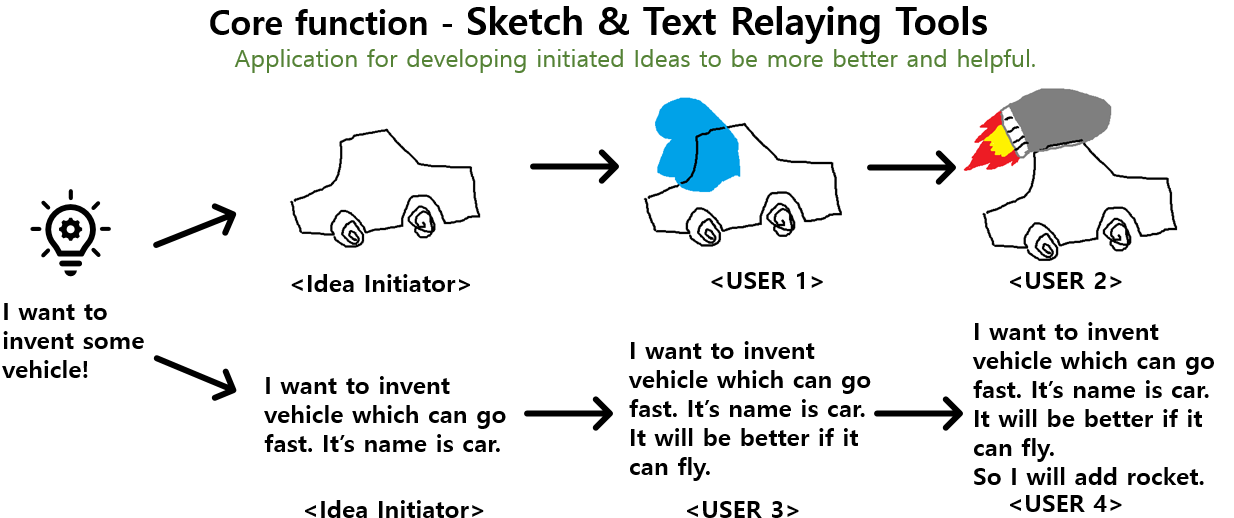 Core function - Sketch & Text Relaying Tools
Application for developing initiated Ideas to be more better and helpful.
<Idea Initiator>
<USER 1>
<USER 2>
I want to
invent some
vehicle!
I want to invent
vehicle which can go
fast. It's name is car.
<Idea Initiator>
I want to invent
vehicle which can go
fast. It's name is car.
It will be better if it
can fly.
<USER 3>
I want to invent
vehicle which can go
fast. It's name is car.
It will be better if it
can fly.
So I will add rocket.
<USER 4>